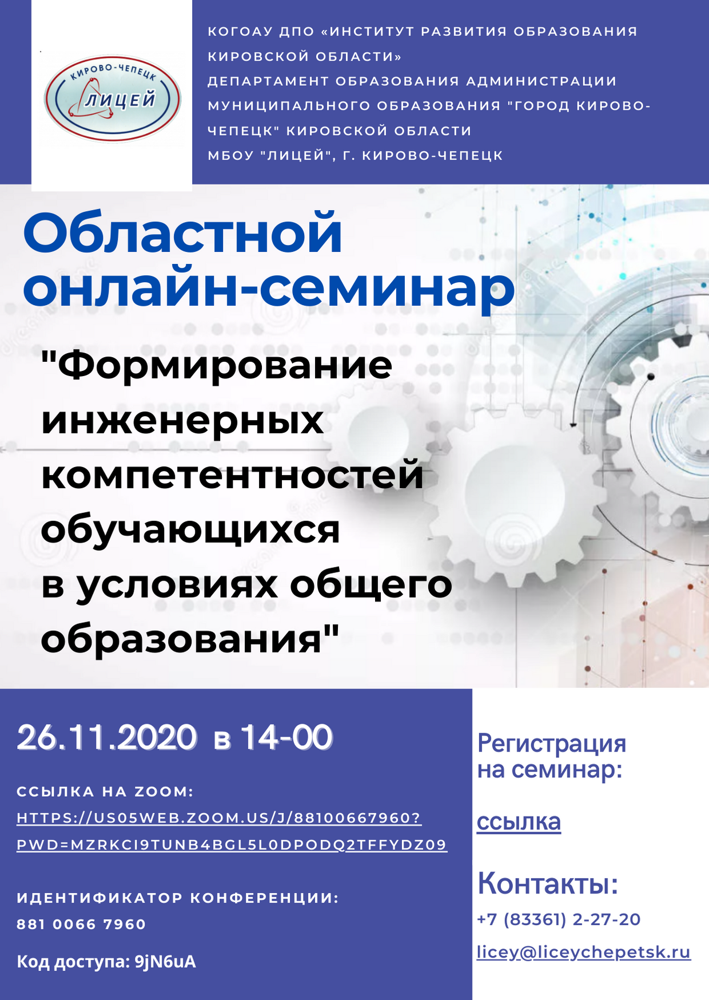 КИРОВО-ЧЕПЕЦК
ЛИЦЕЙ
КОГОАУ ДПО «ИНСТИТУТ РАЗВИТИЯ ОБРАЗОВАНИЯ
КИРОВСКОЙ ОБЛАСТИ»
ДЕПАРТАМЕНТ ОБРАЗОВАНИЯ АДМИНИСТРАЦИИ
МУНИЦИПАЛЬНОГО ОБРАЗОВАНИЯ "ГОРОД КИРОВО-
ЧЕПЕЦК" КИРОВСКОЙ ОБЛАСТИ
МБОУ "ЛИЦЕЙ", Г. КИРОВО-ЧЕПЕЦК
Областной
онлайн-семинар
"Формирование
инженерных
компетентностей
обучающихся
в условиях общего
образования"
26.11.2020 в 14-00
ССЫЛКА НА ZOOM:
HTTPS://US05WEB.ZOOM.US/J/88100667960?
PWD=MZRKCI9TUNB4BGL5L0DPODQ2TFFYDZ09
ИДЕНТИФИКАТОР КОНФЕРЕНЦИИ:
881 0066 7960
Код доступа: 9jN6uA
Регистрация
на семинар:
ссылка
Контакты:
+7 (83361) 2-27-20
licey@liceychepetsk.ru